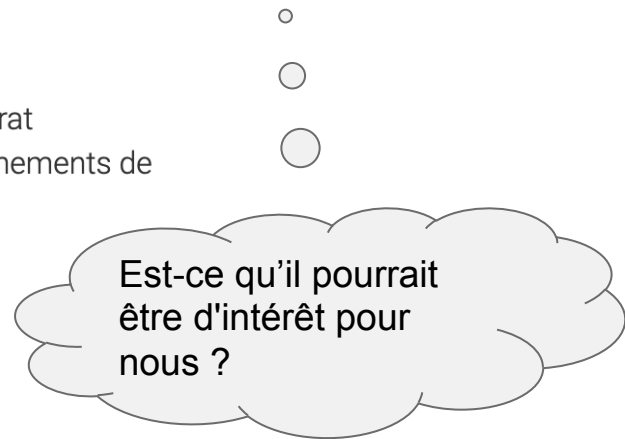 rat
nements de
Est-ce qu’il pourrait
être d'intérêt pour
nous ?